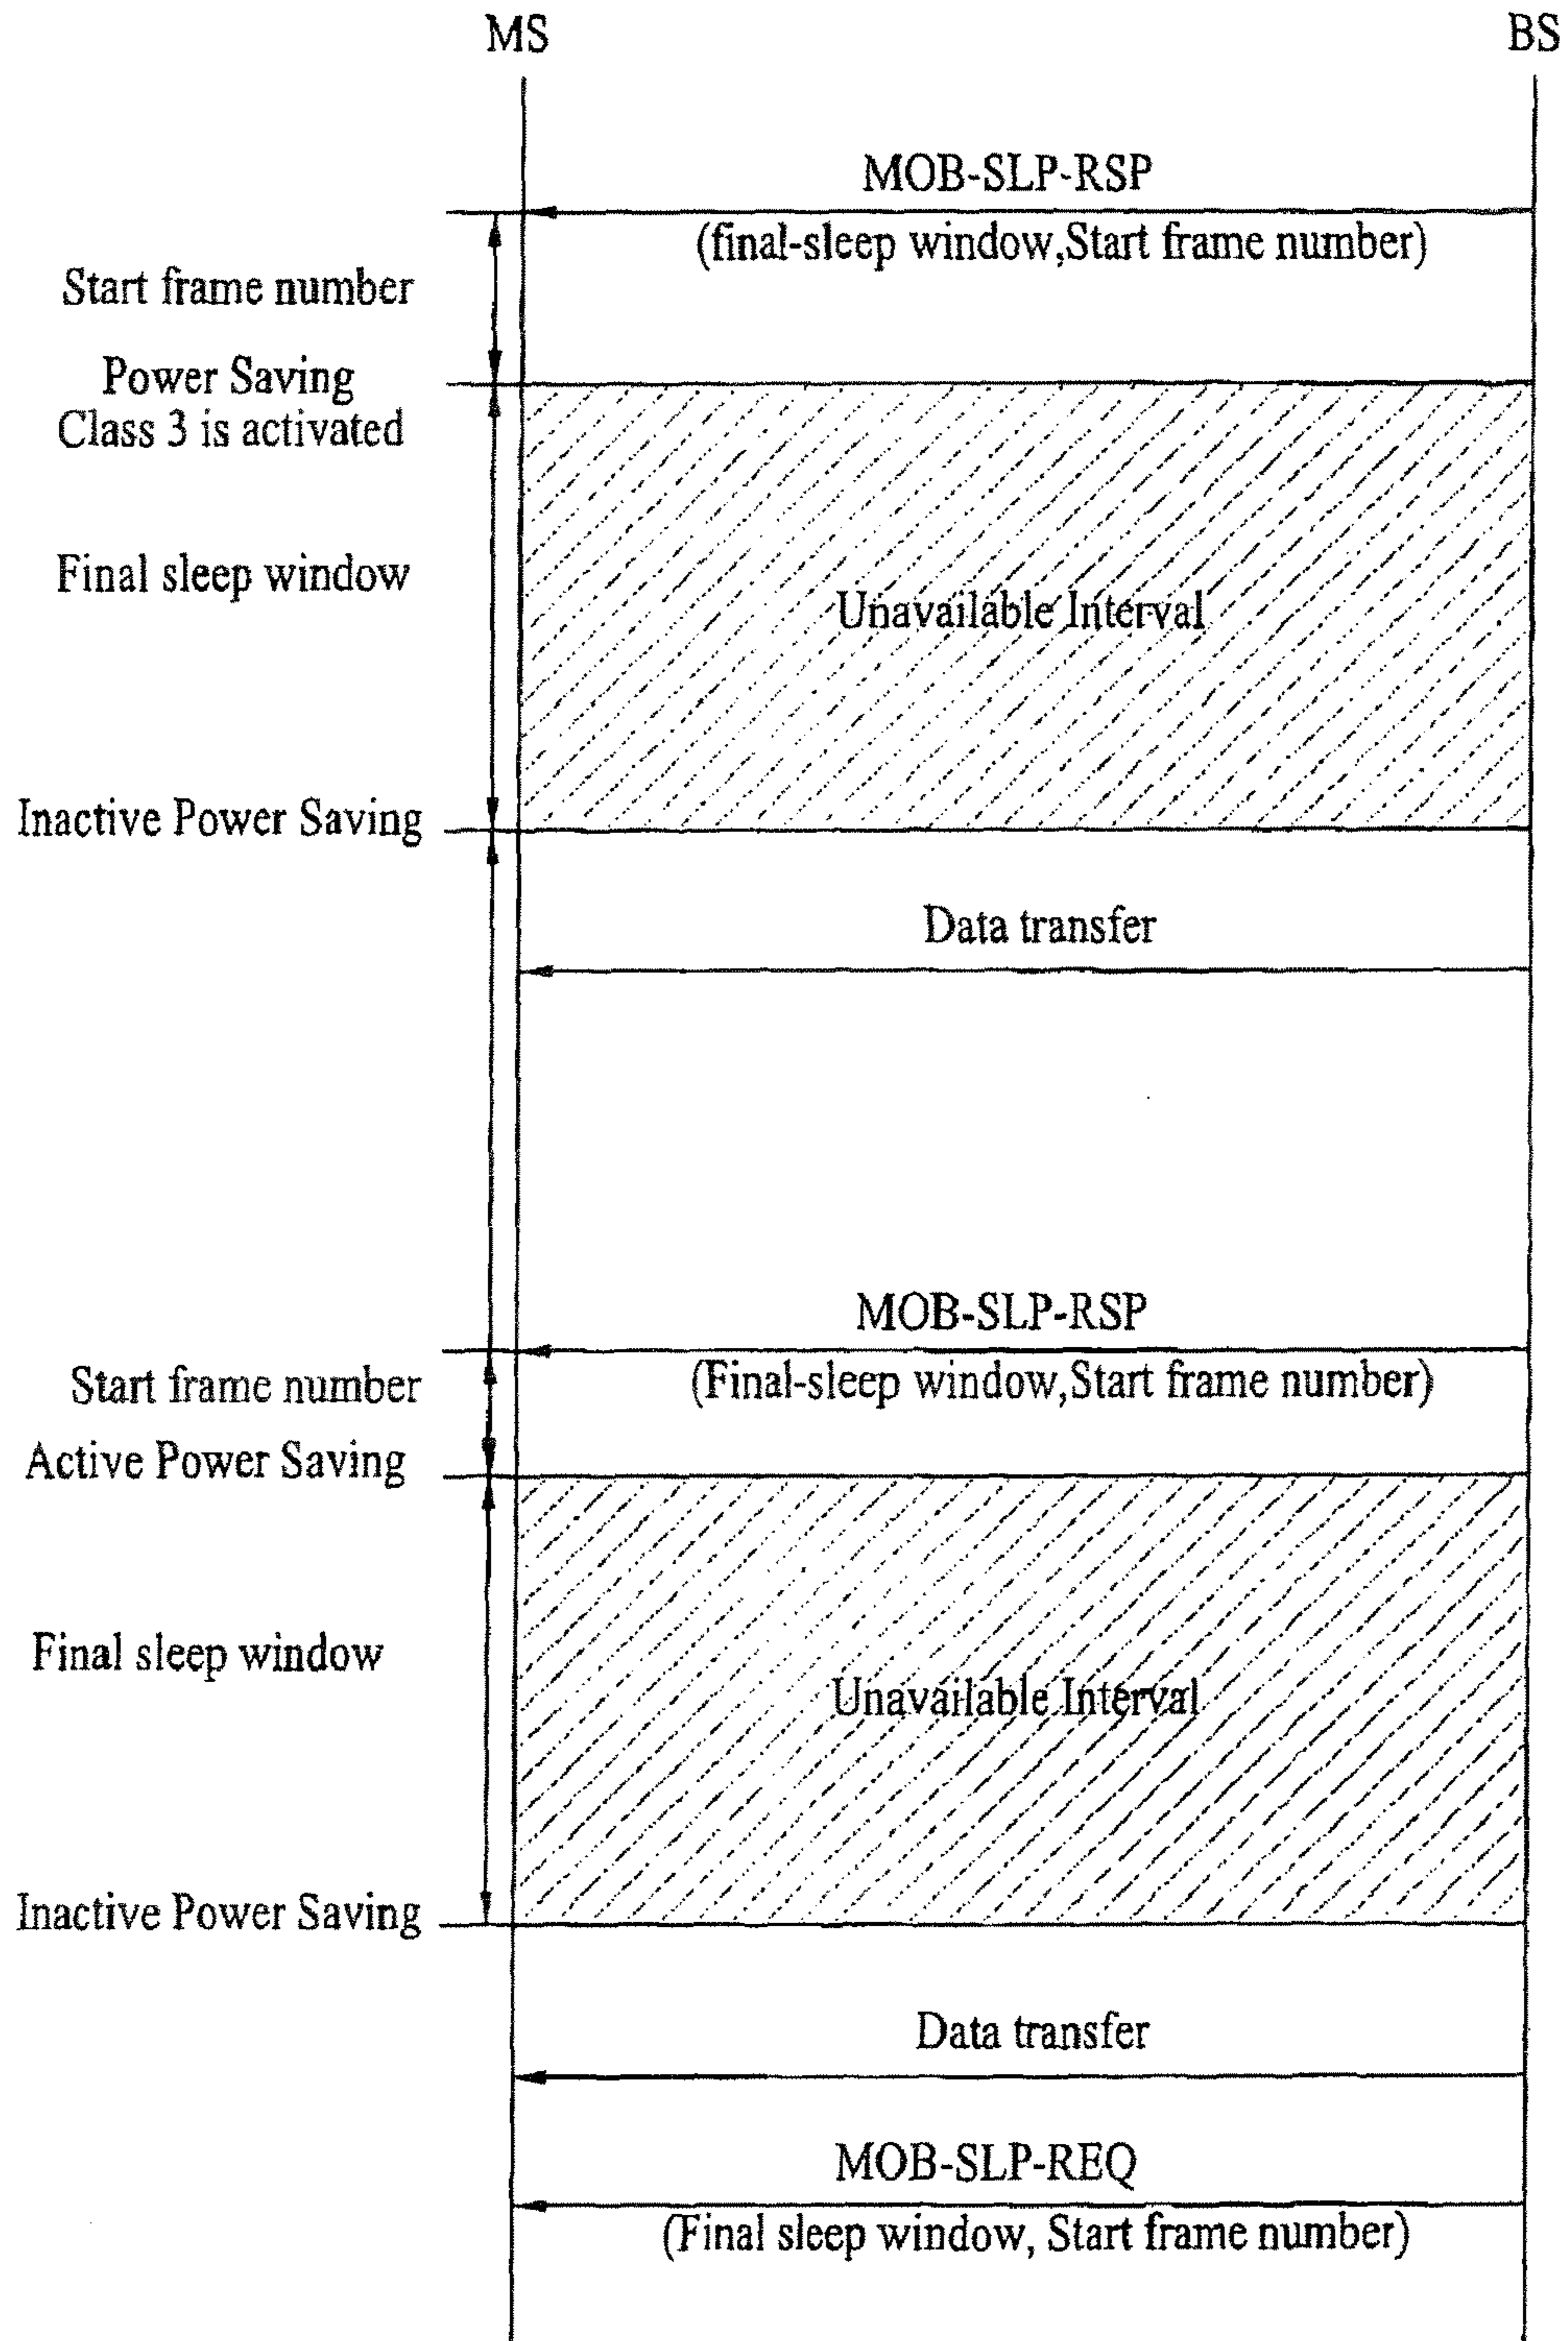 MS
BS
MOB-SLP-RSP
(final-sleep window,Start frame number)
Start frame number
Power Saving
Class 3 is activated
Final sleep window
Unavailable Interval
Inactive Power Saving
Data transfer
MOB-SLP-RSP
(Final-sleep window,Start frame number)
Start frame number
Active Power Saving
Final sleep window
Unavailable Interval
Inactive Power Saving
Data transfer
MOB-SLP-REQ
(Final sleep window, Start frame number)